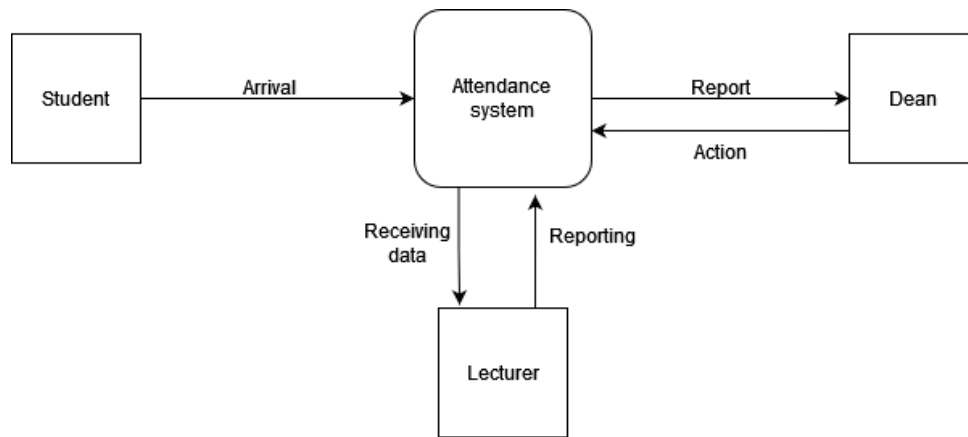 Student
Arrival
Attendance
system
Report
Dean
Action
Receiving
data
Reporting
Lecturer